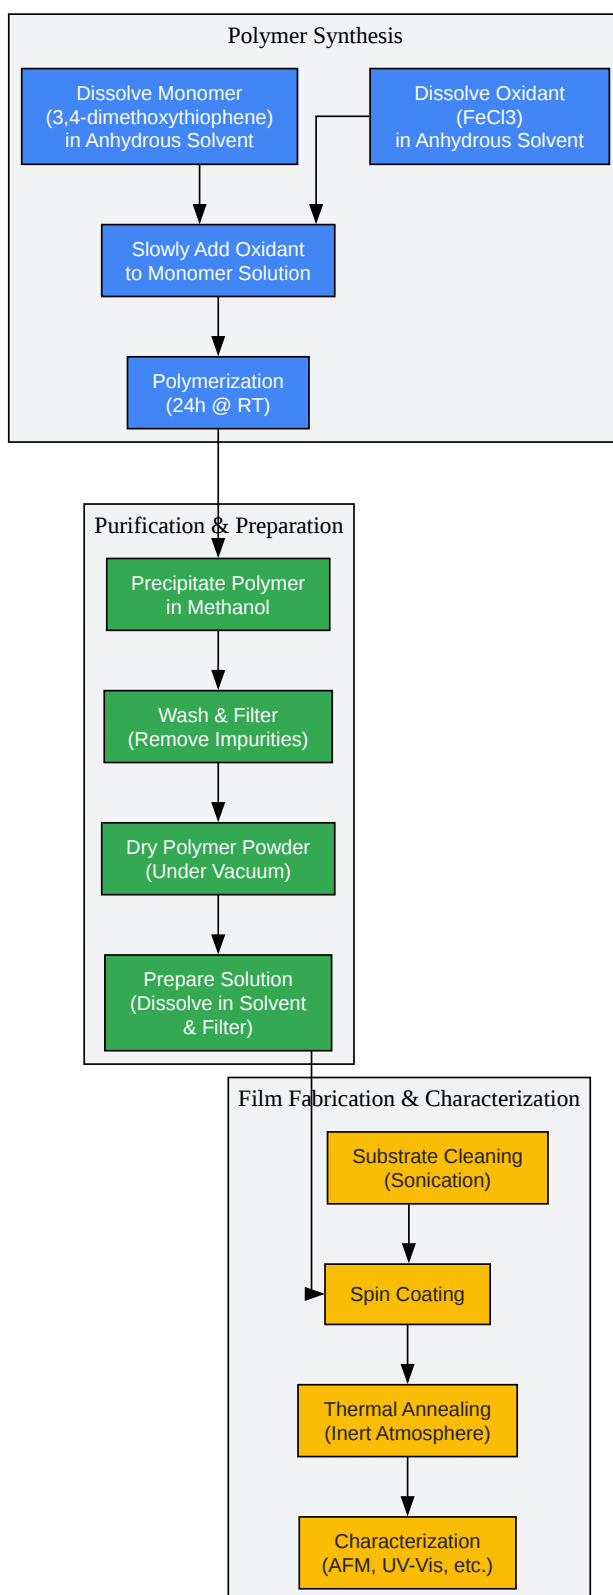 Polymer Synthesis
Dissolve Monomer
(3,4-dimethoxythiophene)
in Anhydrous Solvent
Dissolve Oxidant
(FeCl3)
in Anhydrous Solvent
Slowly Add Oxidant
to Monomer Solution
Polymerization
(24h @ RT)
Purification & Preparation
Precipitate Polymer
in Methanol
Wash & Filter
(Remove Impurities)
Dry Polymer Powder
(Under Vacuum)
Prepare Solution
(Dissolve in Solvent
& Filter)
Film Fabrication & Characterization
Substrate Cleaning
(Sonication)
Spin Coating
Thermal Annealing
(Inert Atmosphere)
Characterization
(AFM, UV-Vis, etc.)